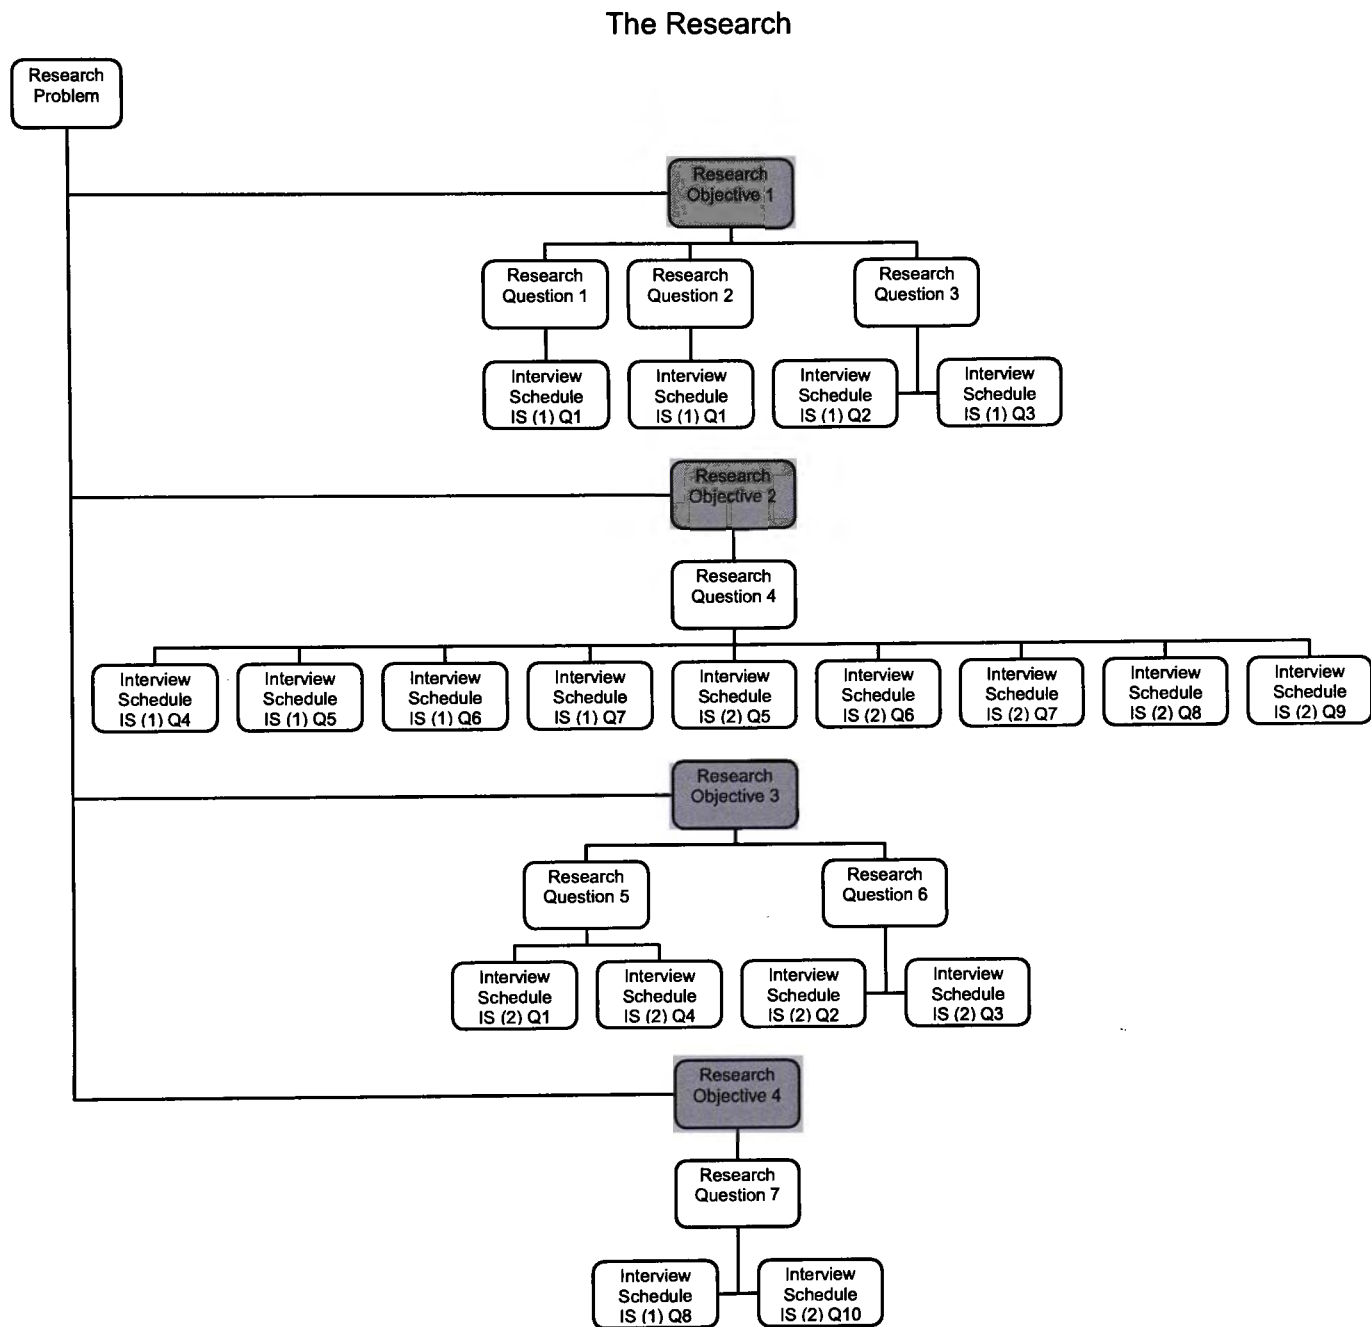 The Research
Research
Problem
Research
Objective 1
Research
Question 1
Research
Question 2
Research
Question 3
Interview
Schedule
IS (1) Q1
Interview
Schedule
IS (1) Q1
Interview
Schedule
IS (1) Q2
Interview
Schedule
IS (1) Q3
Research
Objective 2
Research
Question 4
Interview
Schedule
IS (1) Q4
Interview
Schedule
IS (1) Q5
Interview
Schedule
IS (1) Q6
Interview
Schedule
IS (1) Q7
Interview
Schedule
IS (2) Q5
Interview
Schedule
IS (2) Q6
Interview
Schedule
IS (2) Q7
Interview
Schedule
IS (2) Q8
Interview
Schedule
IS (2) Q9
Research
Objective 3
Research
Question 5
Research
Question 6
Interview
Schedule
IS (2) Q1
Interview
Schedule
IS (2) Q4
Interview
Schedule
IS (2) Q2
Interview
Schedule
IS (2) Q3
Research
Objective 4
Research
Question 7
Interview
Schedule
IS (1) Q8
Interview
Schedule
IS (2) Q10